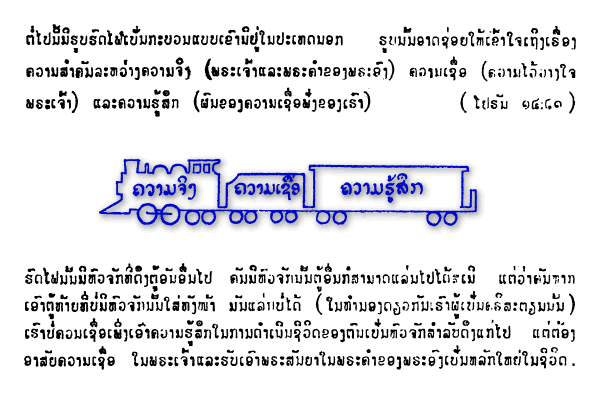 ຕໍ່ໄປນີ້ມີຮູບຣົດໄຟເປັນກະບວນແບບເຂົາມີຢູ່ໃນປະເທດນອກ ຮູບນີ້ມອາດຊ່ອຍໃຫ້ເຂົ້າໃຈເຖິງເຣື່ອງ
ຄວາມສຳຄັນລະຫວ່າງຄວາມຈິງ (ພຣະເຈົ້າແລະພຣະຄຳຂອງພຣະອົງ) ຄວາມເຊື່ອ (ຄວາມໄວ້ວາງໃຈ
ພຣະເຈົ້າ) ແລະຄວາມຮູ້ສຶກ (ຜົນຂອງຄວາມເຊື່ອຟັງຂອງເຮົາ) (ໂຢຮັນ ໑໔:໒໑)
ຄວາມຈິງ ຄວາມເຊື່ອ ຄວາມຮູ້ສຶກ
ຣົດໄຟນັ້ນມີຫົວຈັກທີ່ດຶງຕູ້ອັນອື່ນໄປ ຄັນມີຫົວຈັກນັ້ນຕູ້ອື່ນກໍສາມາດແລ່ນໄປໄດ້ສເມີ ແຕ່ວ່າຄັນຫາກ
ເອົາຕູ້ທ້າຍທີ່ບໍ່ມີຫົວຈັກນັ້ນໃສ່ທັງໜ້າ ມັນແລ່ນບໍ່ໄດ້ (ໃນທຳນອງດຽວກັນເຮົາຜູ້ເປັນຄຣິສະຕຽນນັ້ນ)
ເຮົາບໍ່ຄວນເຊື່ອເພິ່ງເອົາຄວາມຮູ້ສຶກໃນການດຳເນີນຊີວິດຂອງຕົນເປັນຫົວຈັກສຳລັບດຶງແກ່ໄປ ແຕ່ຕ້ອງ
ອາສັຍຄວາມເຊື່ອ ໃນພຣະເຈົ້າແລະຮັບເອົາພຣະສັນຍາໃນພຣະຄຳຂອງພຣະອົງເປັນຫລັກໃຫຍ່ໃນຊີວິດ.